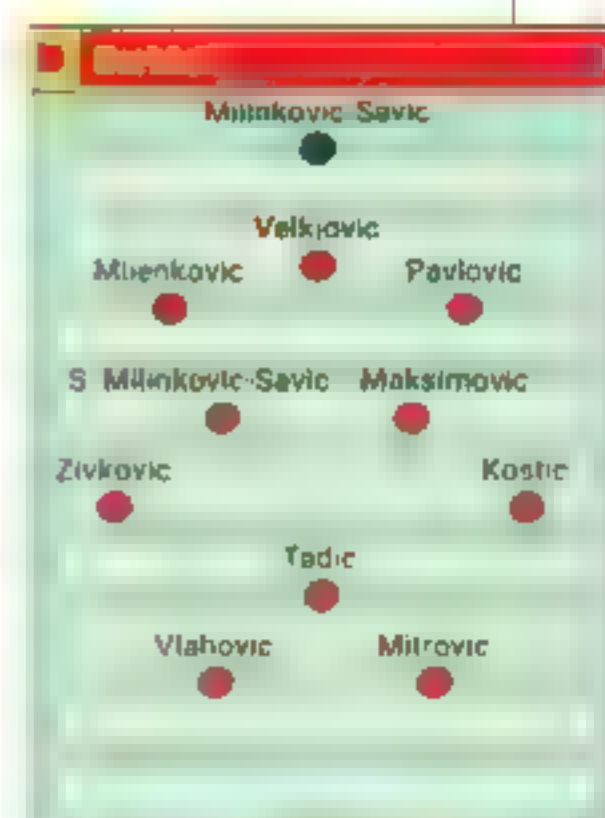 Milinkovic Savic
Velkjovic
Milenkovic Pavlovic
S Milinkovic-Savic Maksimovic
Zivkovic Kostic
Tadic
Vlahovic Mitrovic